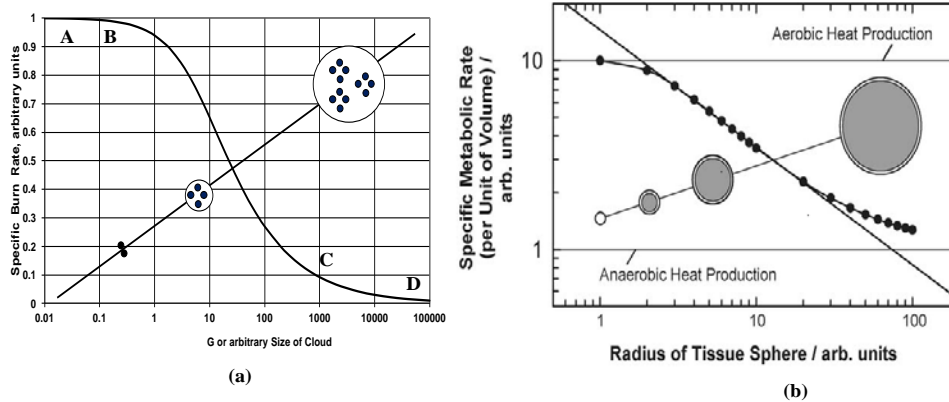 1
0.9
0.8
0.7
0.6
0.5
0.4
0.3
0.2
0.1
0
Specific Burn Rate, arbitrary units
A
B
C
D
0.01
0.1
1
10
100
1000
10000
100000
G or arbitrary Size of Cloud
(a)
Specific Metabolic Rate
(per Unit of Volume) /
arb. units
10
1
Aerobic Heat Production
Anaerobic Heat Production
1
10
100
Radius of Tissue Sphere / arb. units
(b)